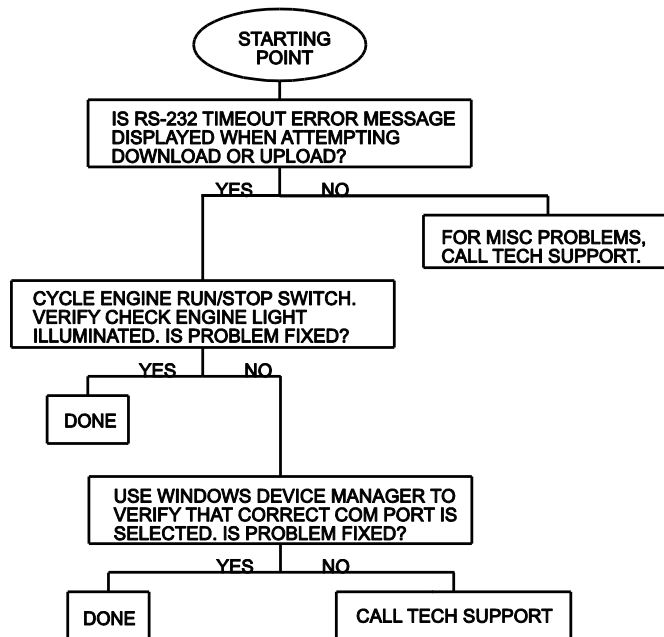 STARTING
POINT
IS RS-232 TIMEOUT ERROR MESSAGE
DISPLAYED WHEN ATTEMPTING
DOWNLOAD OR UPLOAD?
YES
NO
FOR MISC PROBLEMS,
CALL TECH SUPPORT.
CYCLE ENGINE RUN/STOP SWITCH.
VERIFY CHECK ENGINE LIGHT
ILLUMINATED. IS PROBLEM FIXED?
YES
NO
DONE
USE WINDOWS DEVICE MANAGER TO
VERIFY THAT CORRECT COM PORT IS
SELECTED. IS PROBLEM FIXED?
YES
NO
DONE
CALL TECH SUPPORT